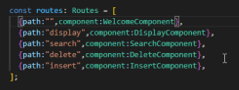 const routes: Routes = [
{path:"",component:WelcomeComponent},
{path:"display",component:DisplayComponent},
{path:"search",component:SearchComponent},
{path:"delete",component:DeleteComponent},
{path:"insert",component:InsertComponent},
];